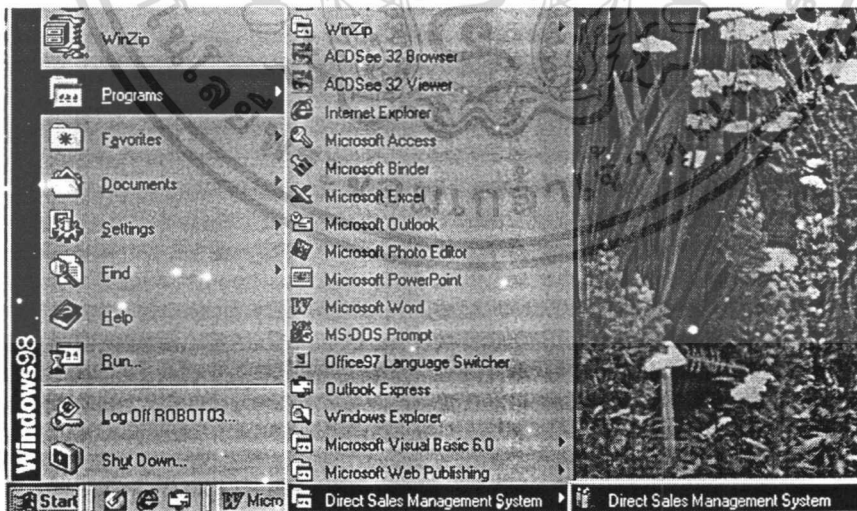 WinZip
Programs
Favorites
Documents
Settings
Find
Help
Run...
Log Off ROBOT03...
Shut Down...
Windows98
Start
Micro
WinZip
ACDSee 32 Browser
ACDSee 32 Viewer
Internet Explorer
Microsoft Access
Microsoft Binder
Microsoft Excel
Microsoft Outlook
Microsoft Photo Editor
Microsoft PowerPoint
Microsoft Word
MS-DOS Prompt
Office97 Language Switcher
Outlook Express
Windows Explorer
Microsoft Visual Basic 6.0
Microsoft Web Publishing
Direct Sales Management System
Direct Sales Management System